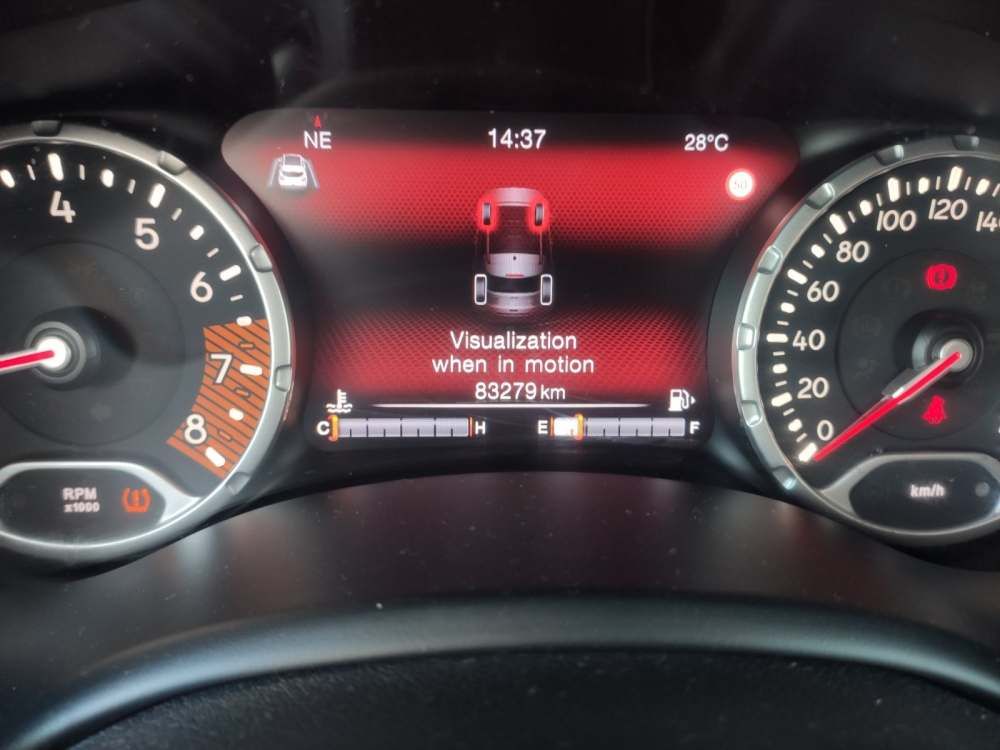 NE 14:37 28°C
50
4
5
6
7
8
RPM
x1000
Visualization
when in motion
83279 km
C H E F
0
20
40
60
80
100
120
km/h